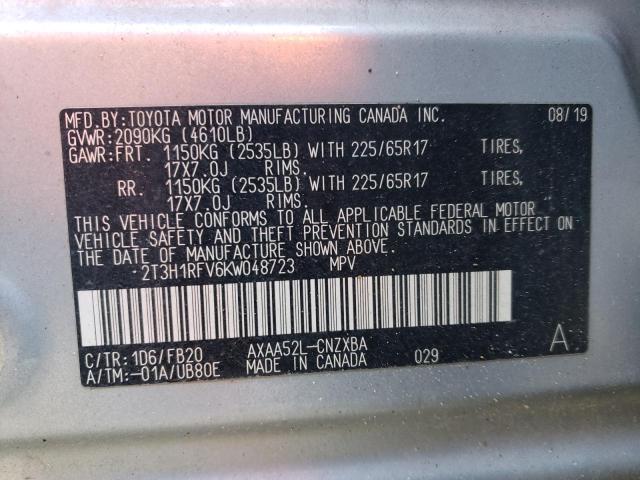 MFD.BY:TOYOTA MOTOR MANUFACTURING CANADA INC. 08/19
GVWR:2090KG (4610LB)
GAWR:FRT. 1150KG (2535LB) WITH 225/65R17 TIRES,
17X7.0J RIMS.
RR. 1150KG (2535LB) WITH 225/65R17 TIRES,
17X7.0J RIMS.
THIS VEHICLE CONFORMS TO ALL APPLICABLE FEDERAL MOTOR
VEHICLE SAFETY AND THEFT PREVENTION STANDARDS IN EFFECT ON
THE DATE OF MANUFACTURE SHOWN ABOVE.
2T3H1RFV6KW048723 MPV
C/TR:1D6/FB20 AXAA52L-CNZXBA A
A/TM:-01A/UB80E MADE IN CANADA 029